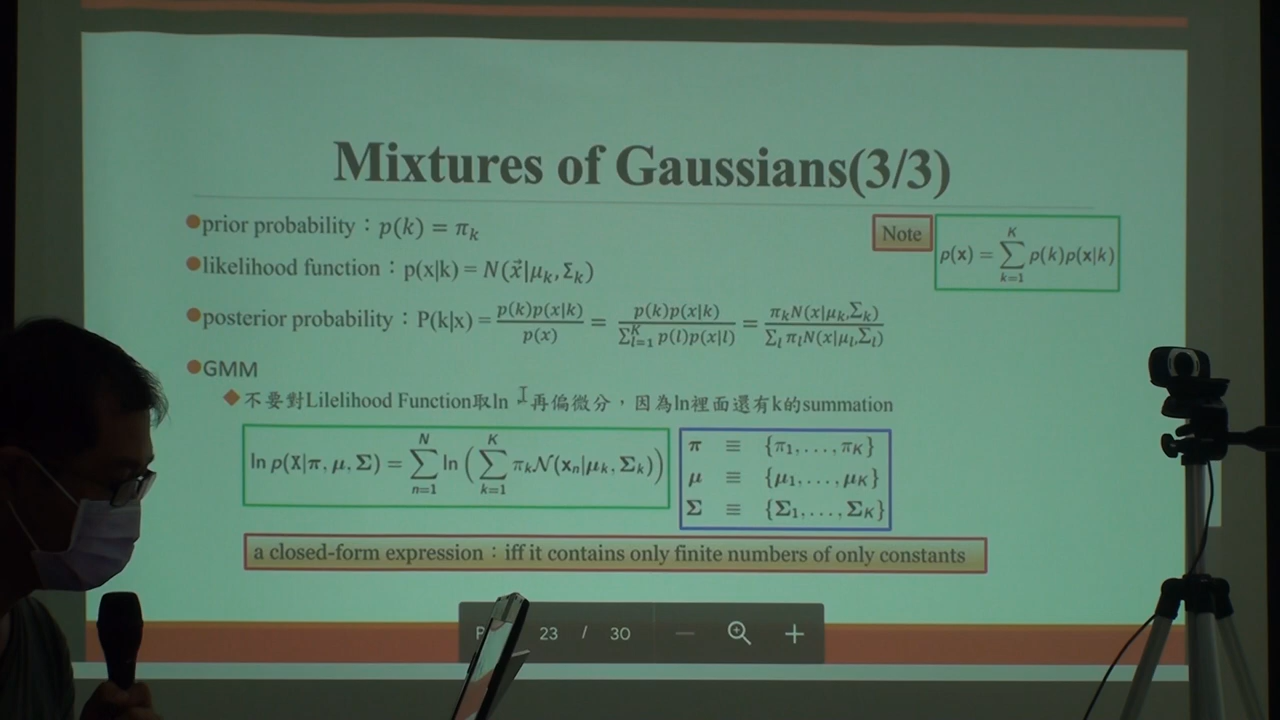 Mixtures of Gaussians(3/3)
●prior probability：p(k) = π_k
Note
p(x) = ∑_{k=1}^{K} p(k)p(x|k)
●likelihood function：p(x|k) = N(x⃗|μ_k, Σ_k)
●posterior probability：P(k|x) = p(k)p(x|k) / p(x) = p(k)p(x|k) / Σ_{l=1}^{K} p(l)p(x|l) = π_k N(x|μ_k, Σ_k) / Σ_l π_l N(x|μ_l, Σ_l)
●GMM
◆不要對Lilelihood Function取ln 再偏微分，因為ln裡面還有k的summation
ln p(X|π, μ, Σ) = ∑_{n=1}^{N} ln ( ∑_{k=1}^{K} π_k N(x_n|μ_k, Σ_k))
π ≡ {π_1, . . . , π_K}
μ ≡ {μ_1, . . . , μ_K}
Σ ≡ {Σ_1, . . . , Σ_K}
a closed-form expression：iff it contains only finite numbers of only constants
23 / 30